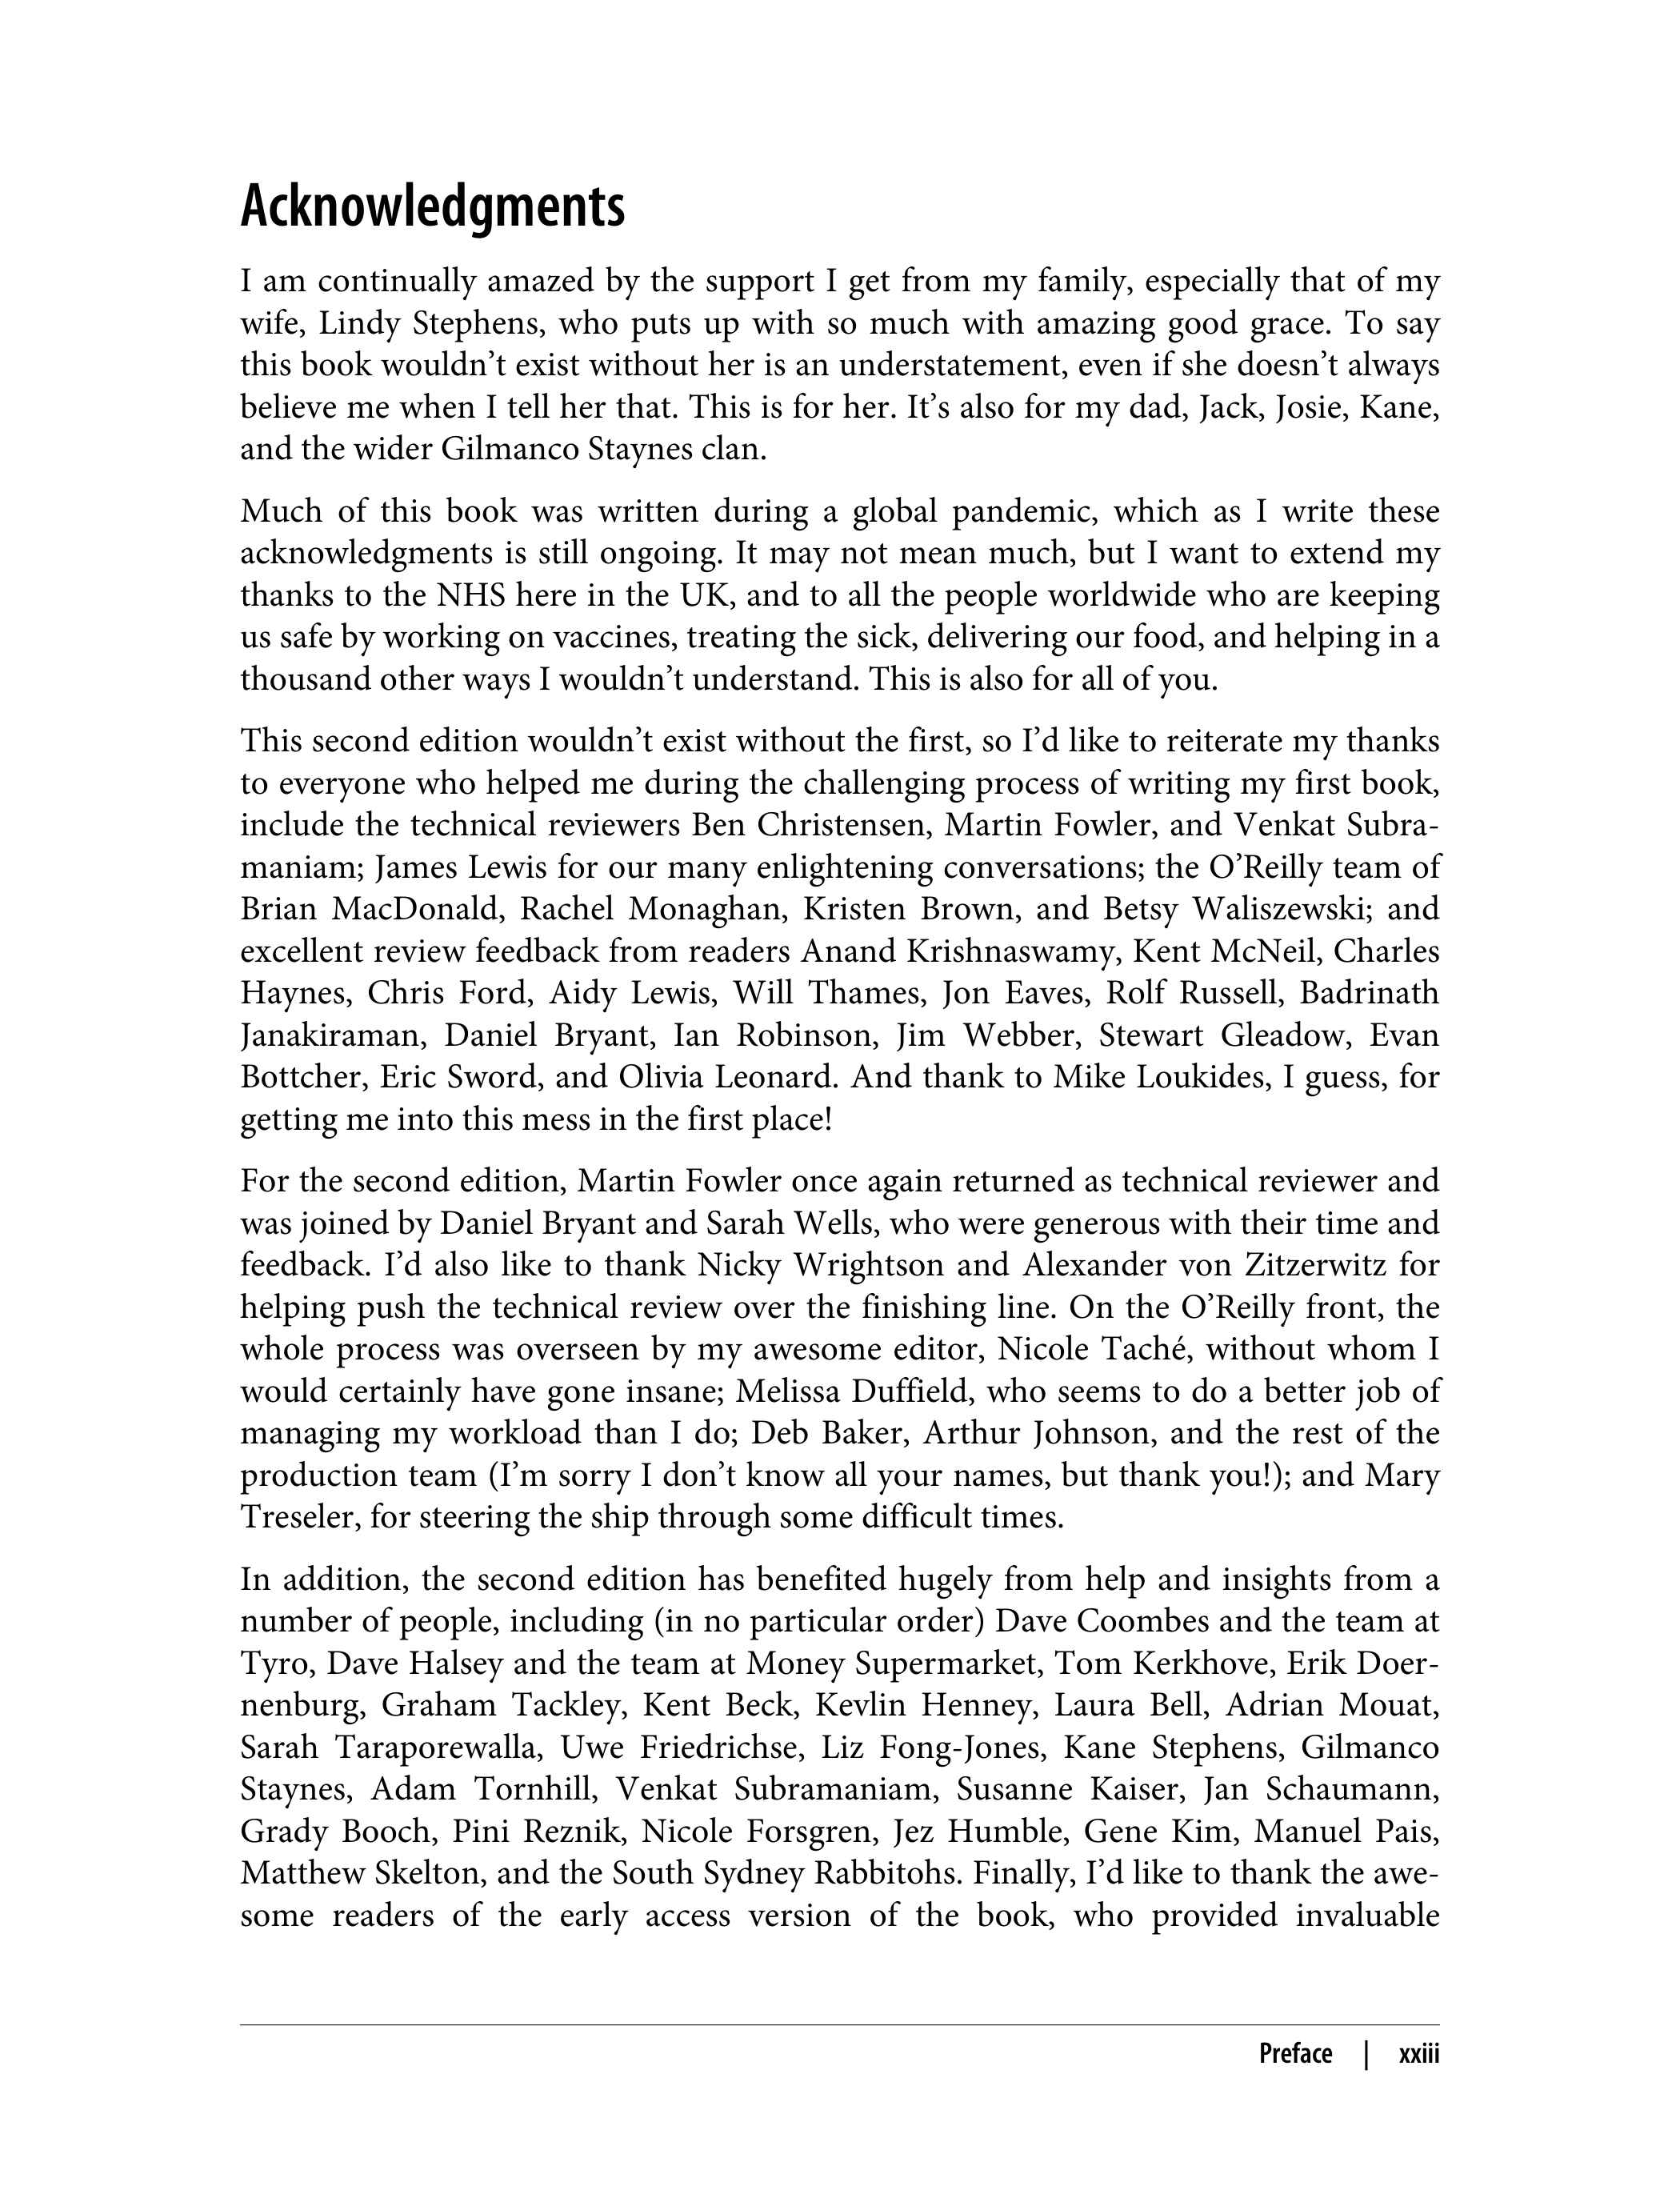 Acknowledgments
I am continually amazed by the support I get from my family, especially that of my
wife, Lindy Stephens, who puts up with so much with amazing good grace. To say
this book wouldn’t exist without her is an understatement, even if she doesn’t always
believe me when I tell her that. This is for her. It’s also for my dad, Jack, Josie, Kane,
and the wider Gilmanco Staynes clan.
Much of this book was written during a global pandemic, which as I write these
acknowledgments is still ongoing. It may not mean much, but I want to extend my
thanks to the NHS here in the UK, and to all the people worldwide who are keeping
us safe by working on vaccines, treating the sick, delivering our food, and helping in a
thousand other ways I wouldn’t understand. This is also for all of you.
This second edition wouldn’t exist without the first, so I’d like to reiterate my thanks
to everyone who helped me during the challenging process of writing my first book,
include the technical reviewers Ben Christensen, Martin Fowler, and Venkat Subra-
maniam; James Lewis for our many enlightening conversations; the O’Reilly team of
Brian MacDonald, Rachel Monaghan, Kristen Brown, and Betsy Waliszewski; and
excellent review feedback from readers Anand Krishnaswamy, Kent McNeil, Charles
Haynes, Chris Ford, Aidy Lewis, Will Thames, Jon Eaves, Rolf Russell, Badrinath
Janakiraman, Daniel Bryant, Ian Robinson, Jim Webber, Stewart Gleadow, Evan
Bottcher, Eric Sword, and Olivia Leonard. And thank to Mike Loukides, I guess, for
getting me into this mess in the first place!
For the second edition, Martin Fowler once again returned as technical reviewer and
was joined by Daniel Bryant and Sarah Wells, who were generous with their time and
feedback. I’d also like to thank Nicky Wrightson and Alexander von Zitzerwitz for
helping push the technical review over the finishing line. On the O’Reilly front, the
whole process was overseen by my awesome editor, Nicole Taché, without whom I
would certainly have gone insane; Melissa Duffield, who seems to do a better job of
managing my workload than I do; Deb Baker, Arthur Johnson, and the rest of the
production team (I’m sorry I don’t know all your names, but thank you!); and Mary
Treseler, for steering the ship through some difficult times.
In addition, the second edition has benefited hugely from help and insights from a
number of people, including (in no particular order) Dave Coombes and the team at
Tyro, Dave Halsey and the team at Money Supermarket, Tom Kerkhove, Erik Doer-
nenburg, Graham Tackley, Kent Beck, Kevlin Henney, Laura Bell, Adrian Mouat,
Sarah Taraporewalla, Uwe Friedrichse, Liz Fong-Jones, Kane Stephens, Gilmanco
Staynes, Adam Tornhill, Venkat Subramaniam, Susanne Kaiser, Jan Schaumann,
Grady Booch, Pini Reznik, Nicole Forsgren, Jez Humble, Gene Kim, Manuel Pais,
Matthew Skelton, and the South Sydney Rabbitohs. Finally, I’d like to thank the awe-
some readers of the early access version of the book, who provided invaluable
Preface | xxiii